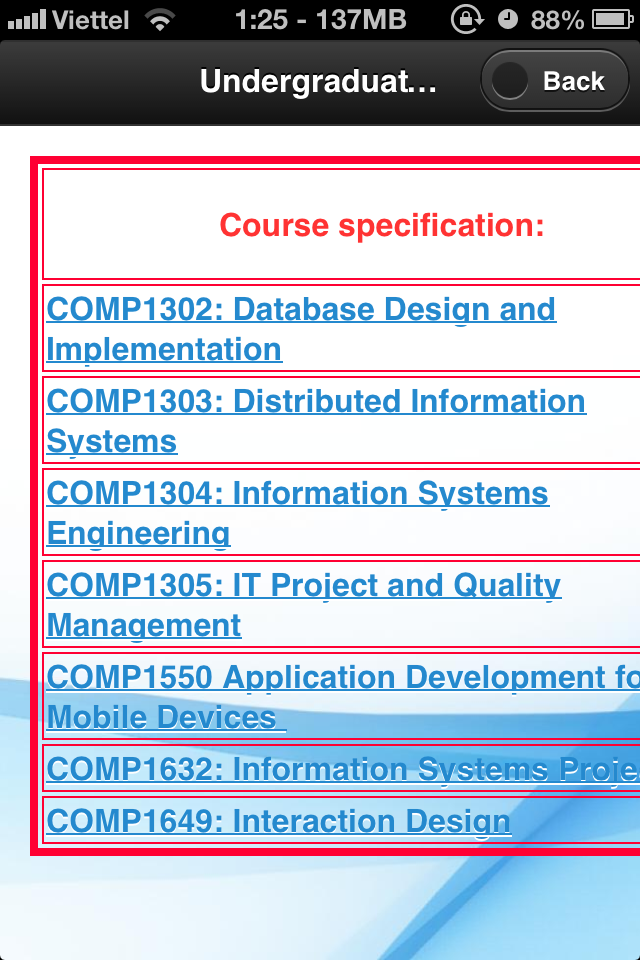 Viettel 1:25 - 137MB 88%
Undergraduat... Back
Course specification:
COMP1302: Database Design and
Implementation
COMP1303: Distributed Information
Systems
COMP1304: Information Systems
Engineering
COMP1305: IT Project and Quality
Management
COMP1550 Application Development fo
Mobile Devices
COMP1632: Information Systems Proje
COMP1649: Interaction Design